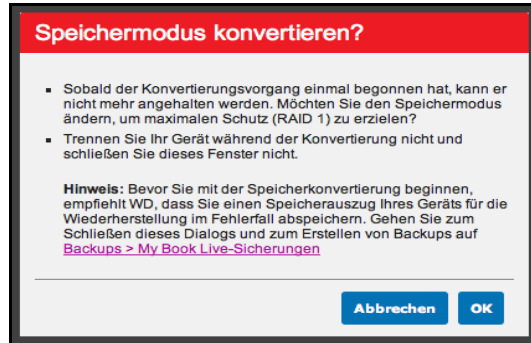 Speichermodus konvertieren?
Sobald der Konvertierungsvorgang einmal begonnen hat, kann er
nicht mehr angehalten werden. Möchten Sie den Speichermodus
ändern, um maximalen Schutz (RAID 1) zu erzielen?
Trennen Sie Ihr Gerät während der Konvertierung nicht und
schließen Sie dieses Fenster nicht.
Hinweis: Bevor Sie mit der Speicherkonvertierung beginnen,
empfiehlt WD, dass Sie einen Speicherauszug Ihres Geräts für die
Wiederherstellung im Fehlerfall abspeichern. Gehen Sie zum
Schließen dieses Dialogs und zum Erstellen von Backups auf
Backups > My Book Live-Sicherungen
Abbrechen OK